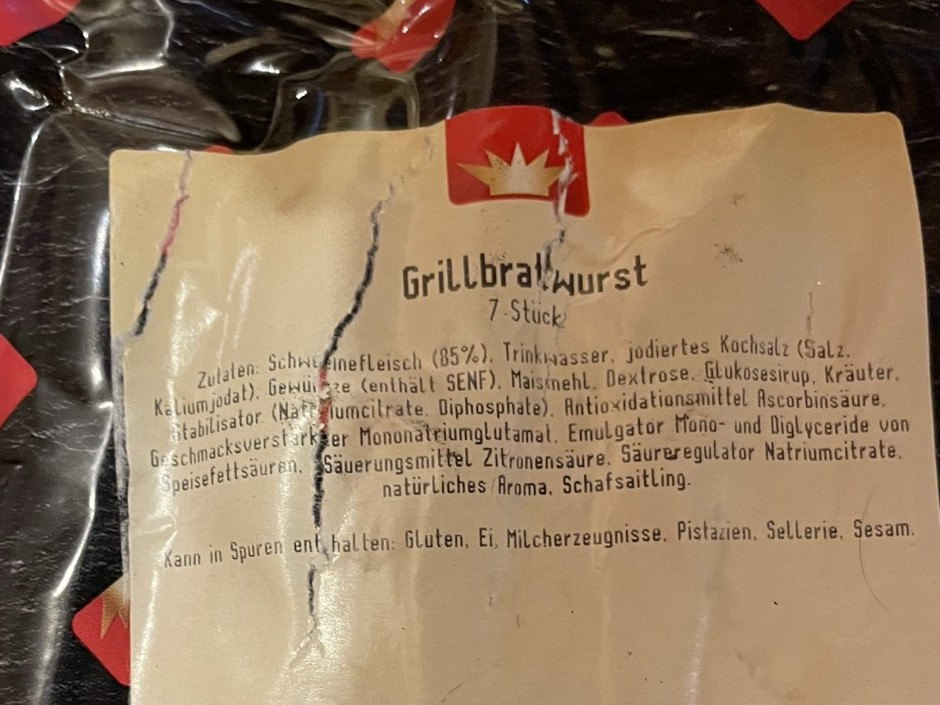 Grillbratwurst
7 Stück
Zutaten: Schweinefleisch (85%), Trinkwasser, jodiertes Kochsalz (Salz,
Kaliumjodat), Gewürze (enthält SENF), Maismehl, Dextrose, Glukosesirup, Kräuter,
Stabilisator (Natriumcitrate, Diphosphate), Antioxidationsmittel Ascorbinsäure,
Geschmacksverstärker Mononatriumglutamat, Emulgator Mono- und Diglyceride von
Speisefettsäuren, Säuerungsmittel Zitronensäure, Säureregulator Natriumcitrate,
natürliches Aroma, Schafsaitling.
Kann in Spuren enthalten: Gluten, Ei, Milcherzeugnisse, Pistazien, Sellerie, Sesam.